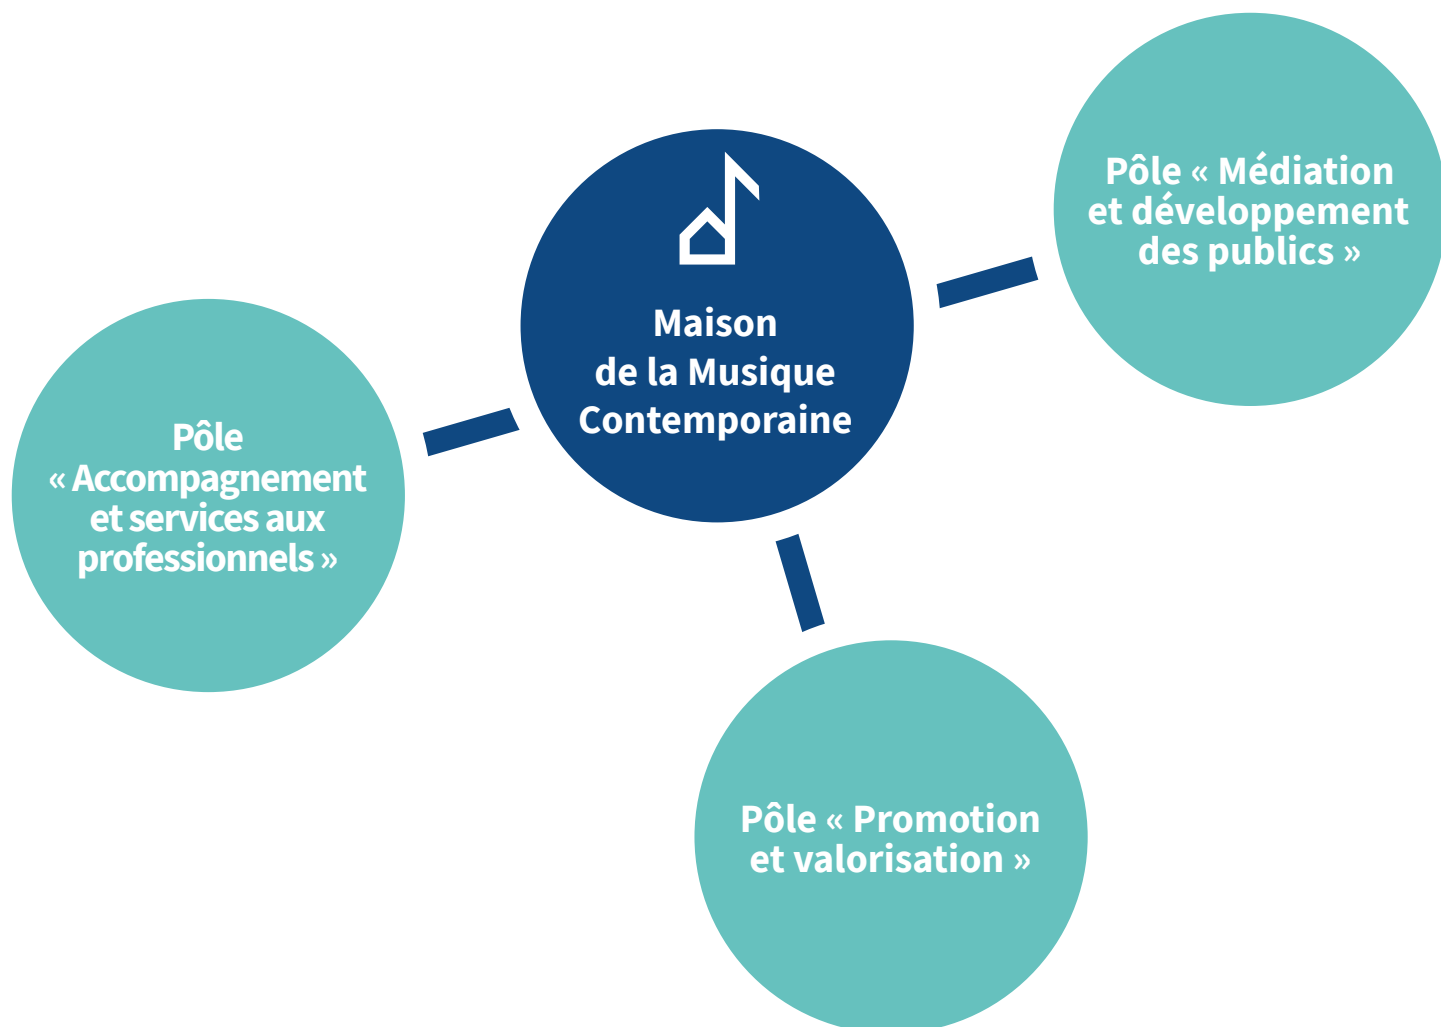 Maison
de la Musique
Contemporaine
Pôle « Médiation
et développement
des publics »
Pôle
« Accompagnement
et services aux
professionnels »
Pôle « Promotion
et valorisation »